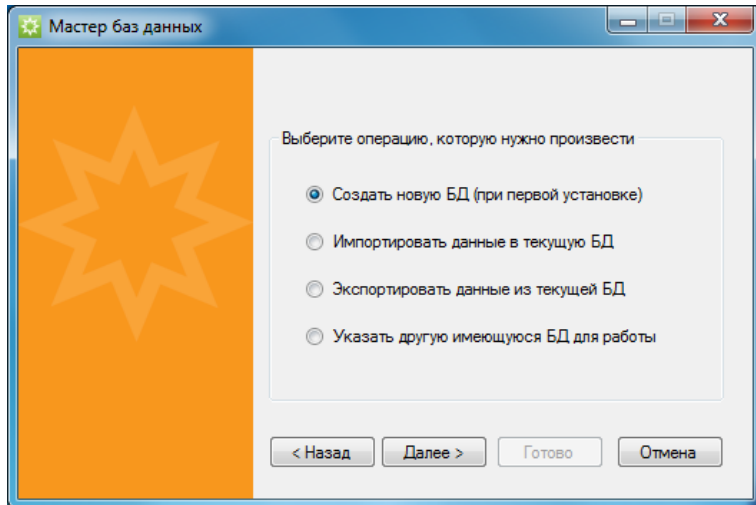 Мастер баз данных
Выберите операцию, которую нужно произвести
Создать новую БД (при первой установке)
Импортировать данные в текущую БД
Экспортировать данные из текущей БД
Указать другую имеющуюся БД для работы
< Назад Далее > Готово Отмена